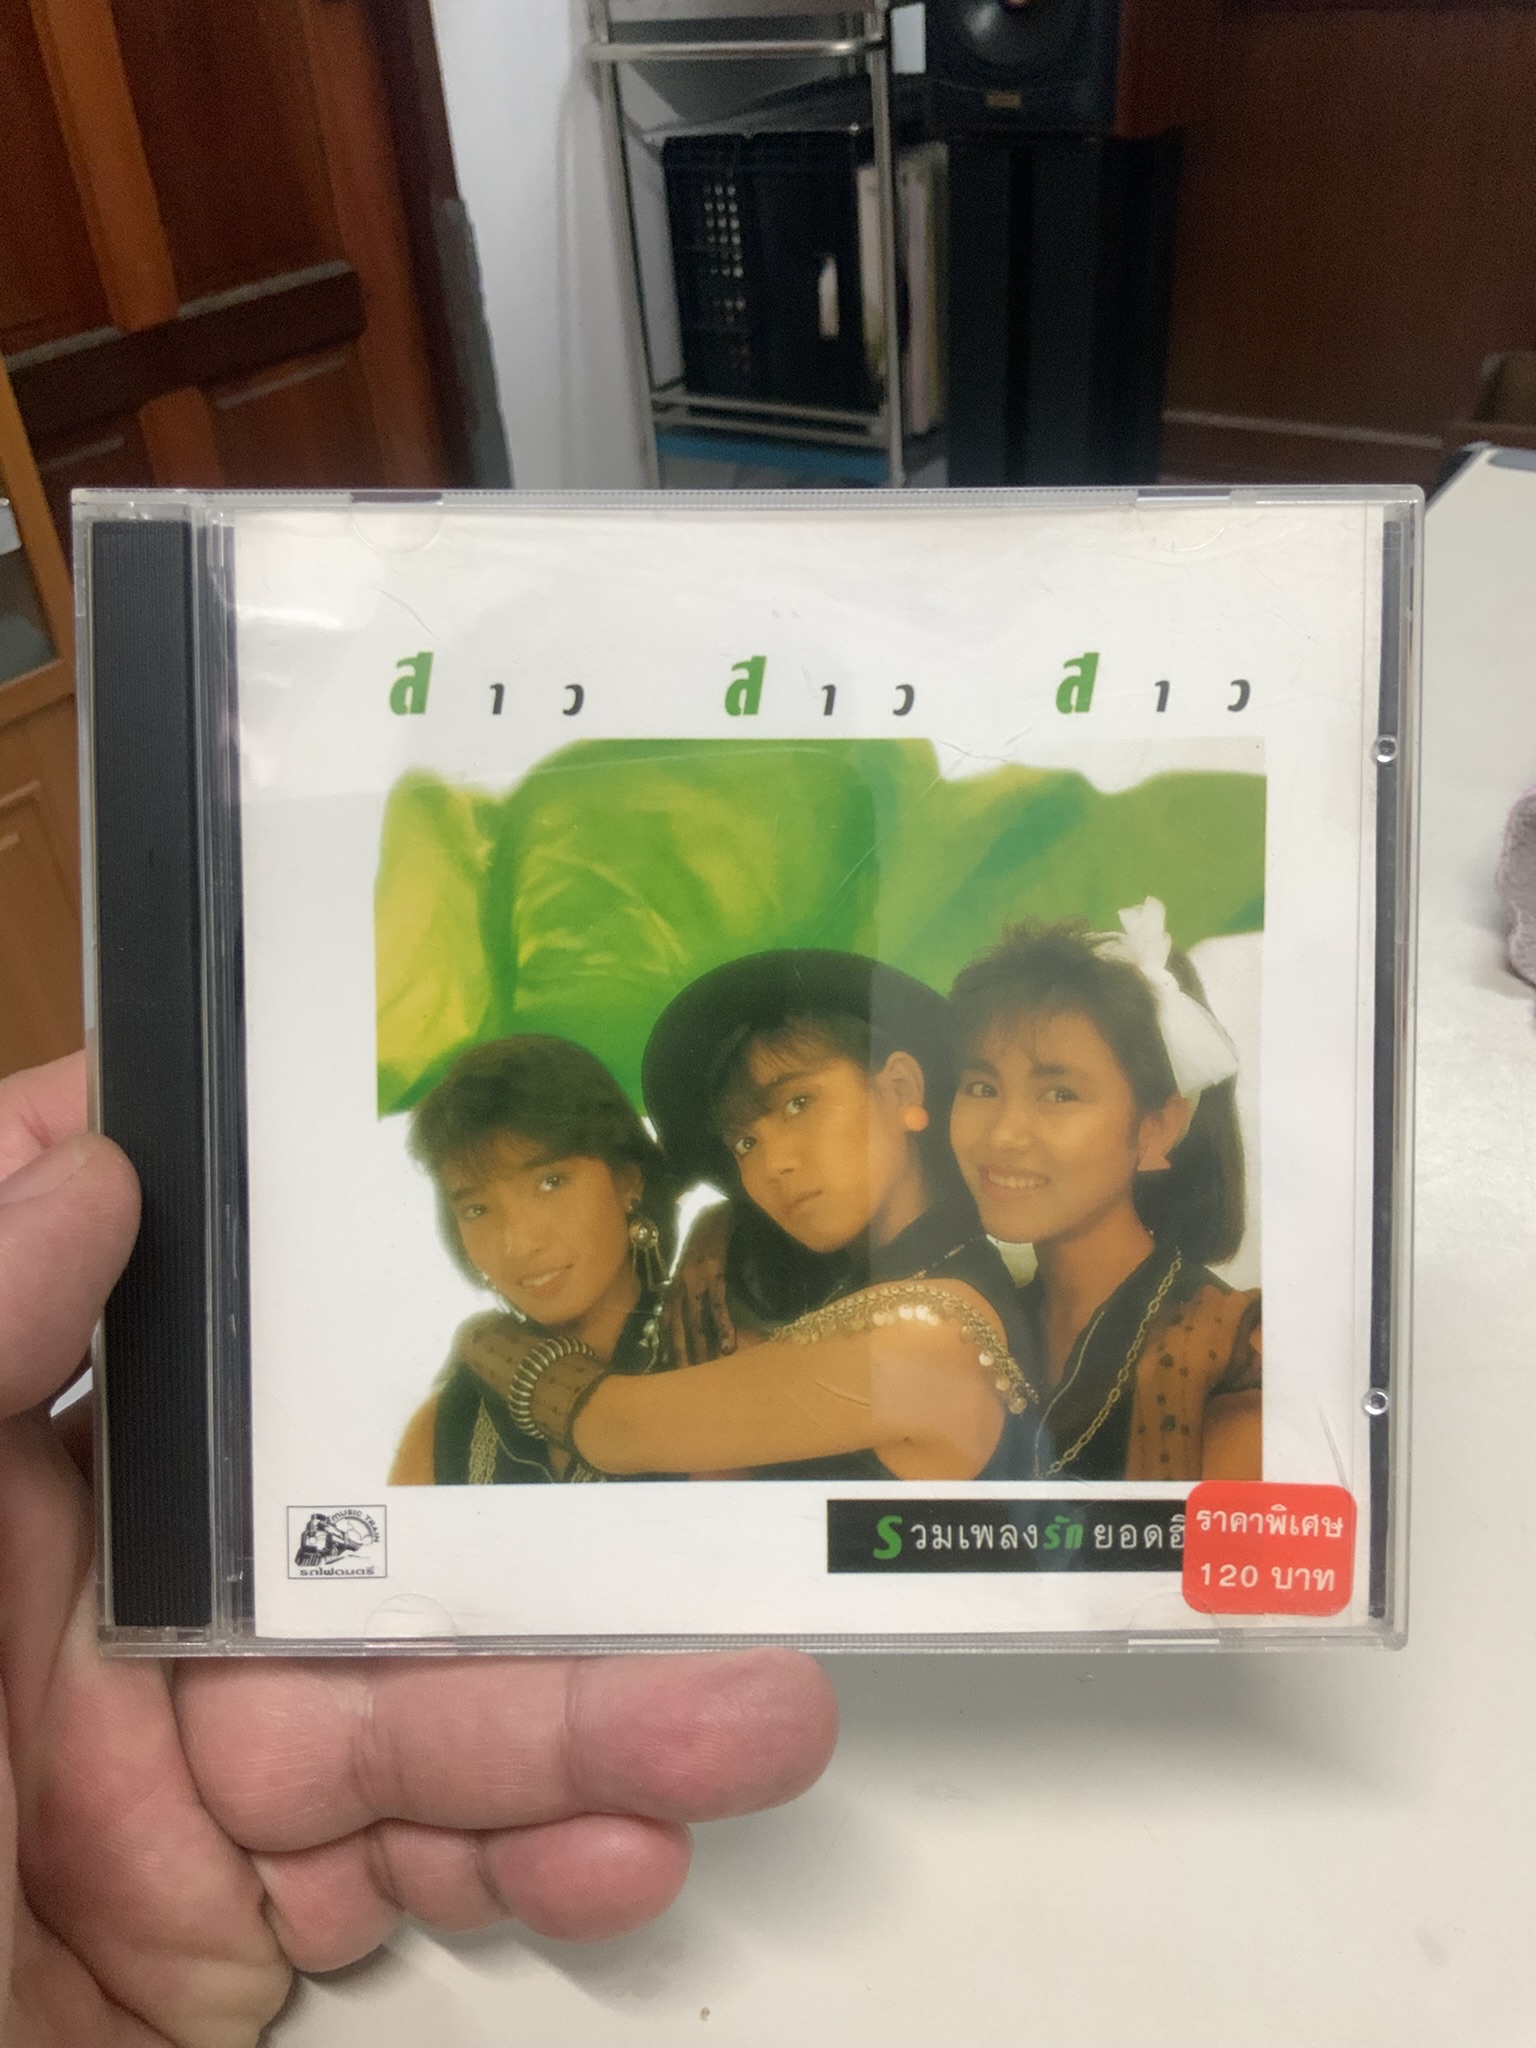 สาว สาว สาว
MUSIC TRAIN
รถไฟดนตรี
รวมเพลงรักยอดฮิ
ราคาพิเศษ
120 บาท